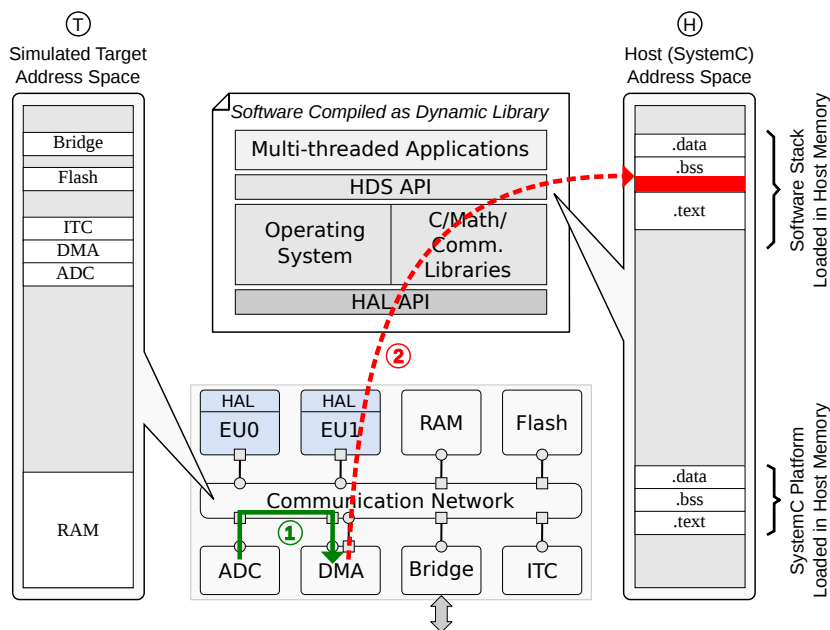 T
Simulated Target
Address Space
Bridge
Flash
ITC
DMA
ADC
RAM
Software Compiled as Dynamic Library
Multi-threaded Applications
HDS API
Operating
System
C/Math/
Comm.
Libraries
HAL API
2
HAL
EU0
HAL
EU1
RAM
Flash
Communication Network
1
ADC
DMA
Bridge
ITC
H
Host (SystemC)
Address Space
.data
.bss
.text
.data
.bss
.text
Software Stack
Loaded in Host Memory
SystemC Platform
Loaded in Host Memory